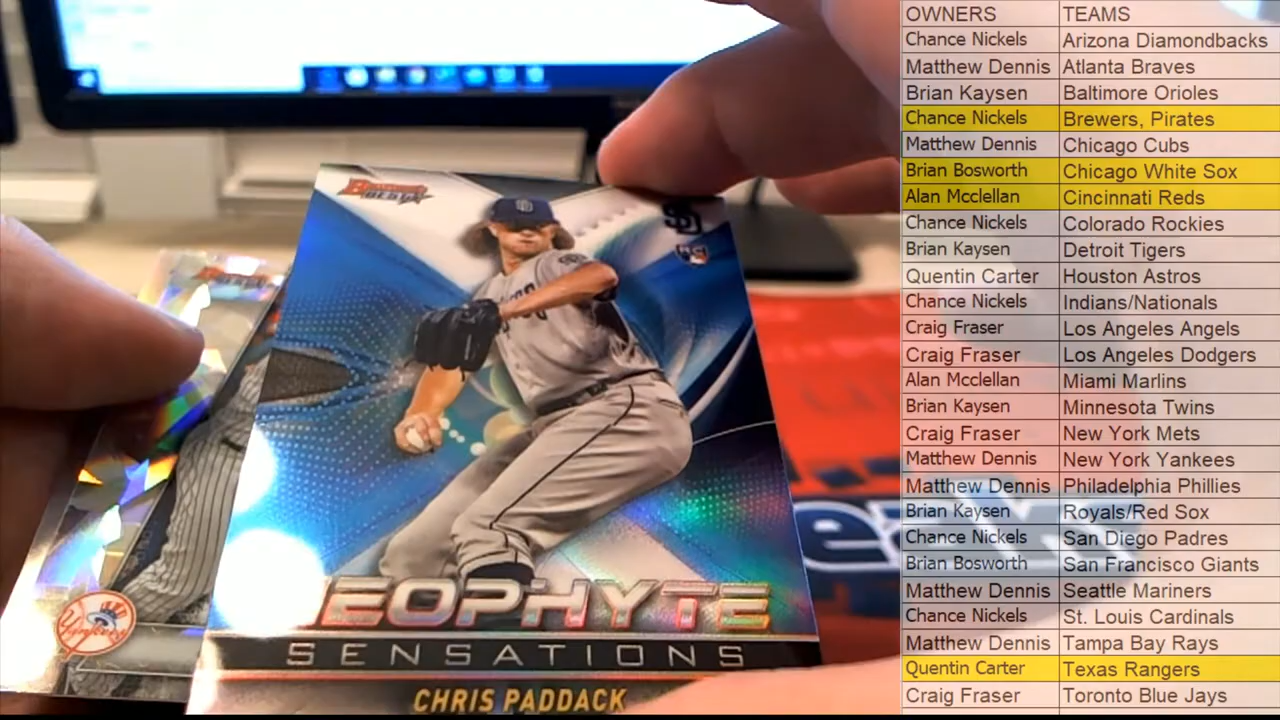 BOWMAN'S
BEST
SD
RC
EOPHYTE
SENSATIONS
CHRIS PADDACK
Yankees
OWNERS TEAMS
Chance Nickels Arizona Diamondbacks
Matthew Dennis Atlanta Braves
Brian Kaysen Baltimore Orioles
Chance Nickels Brewers, Pirates
Matthew Dennis Chicago Cubs
Brian Bosworth Chicago White Sox
Alan Mcclellan Cincinnati Reds
Chance Nickels Colorado Rockies
Brian Kaysen Detroit Tigers
Quentin Carter Houston Astros
Chance Nickels Indians/Nationals
Craig Fraser Los Angeles Angels
Craig Fraser Los Angeles Dodgers
Alan Mcclellan Miami Marlins
Brian Kaysen Minnesota Twins
Craig Fraser New York Mets
Matthew Dennis New York Yankees
Matthew Dennis Philadelphia Phillies
Brian Kaysen Royals/Red Sox
Chance Nickels San Diego Padres
Brian Bosworth San Francisco Giants
Matthew Dennis Seattle Mariners
Chance Nickels St. Louis Cardinals
Matthew Dennis Tampa Bay Rays
Quentin Carter Texas Rangers
Craig Fraser Toronto Blue Jays